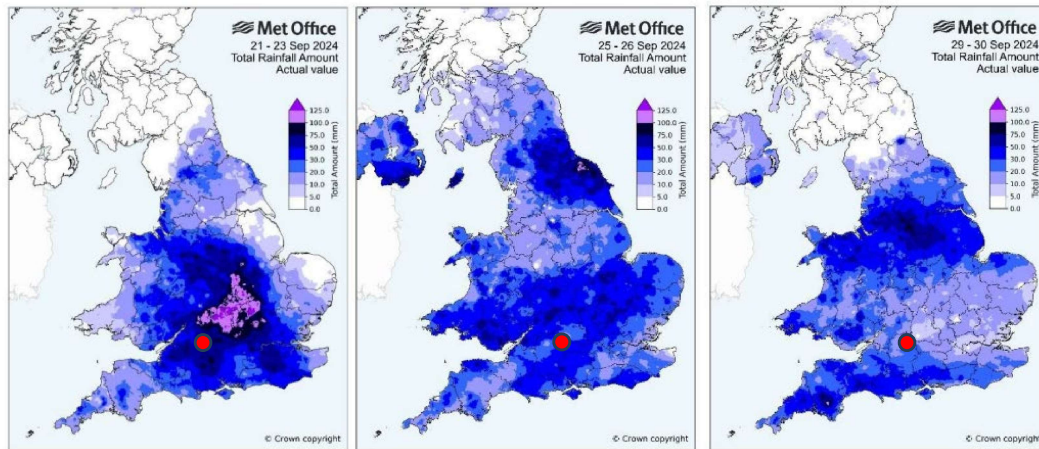 Met Office
21 - 23 Sep 2024
Total Rainfall Amount
Actual value
125.0
100.0
75.0
50.0
30.0
20.0
10.0
5.0
0.0
Total Amount (mm)
© Crown copyright
Met Office
25 - 26 Sep 2024
Total Rainfall Amount
Actual value
125.0
100.0
75.0
50.0
30.0
20.0
10.0
5.0
0.0
Total Amount (mm)
© Crown copyright
Met Office
29 - 30 Sep 2024
Total Rainfall Amount
Actual value
125.0
100.0
75.0
50.0
30.0
20.0
10.0
5.0
0.0
Total Amount (mm)
© Crown copyright